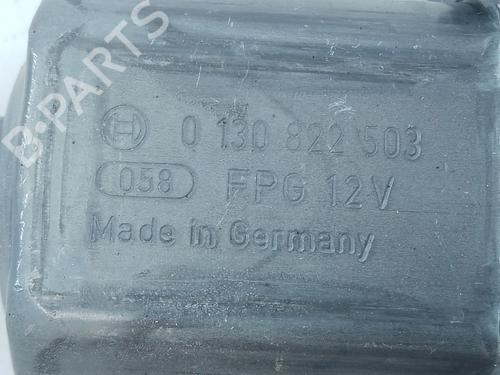 B-PARTS
0 130 822 503
058 FPG 12V
Made in Germany